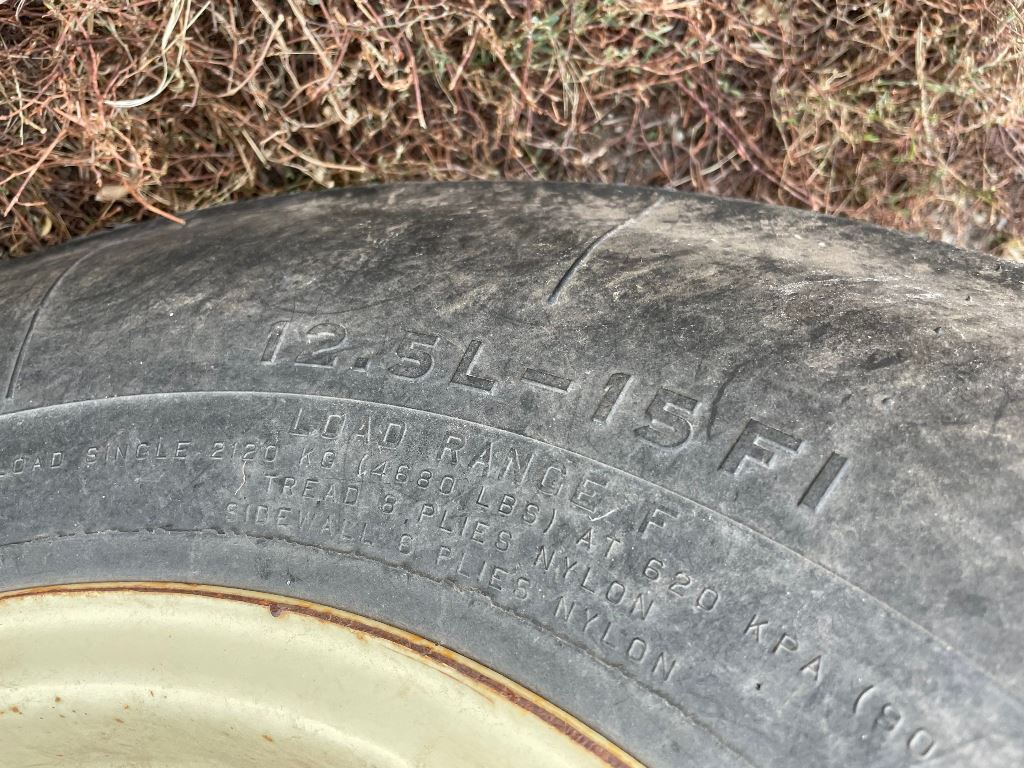 12.5L-15 FI
LOAD RANGE F
LOAD SINGLE 2120 KG (4680 LBS) AT 620 KPA (90
TREAD 8 PLIES NYLON
SIDEWALL 6 PLIES NYLON